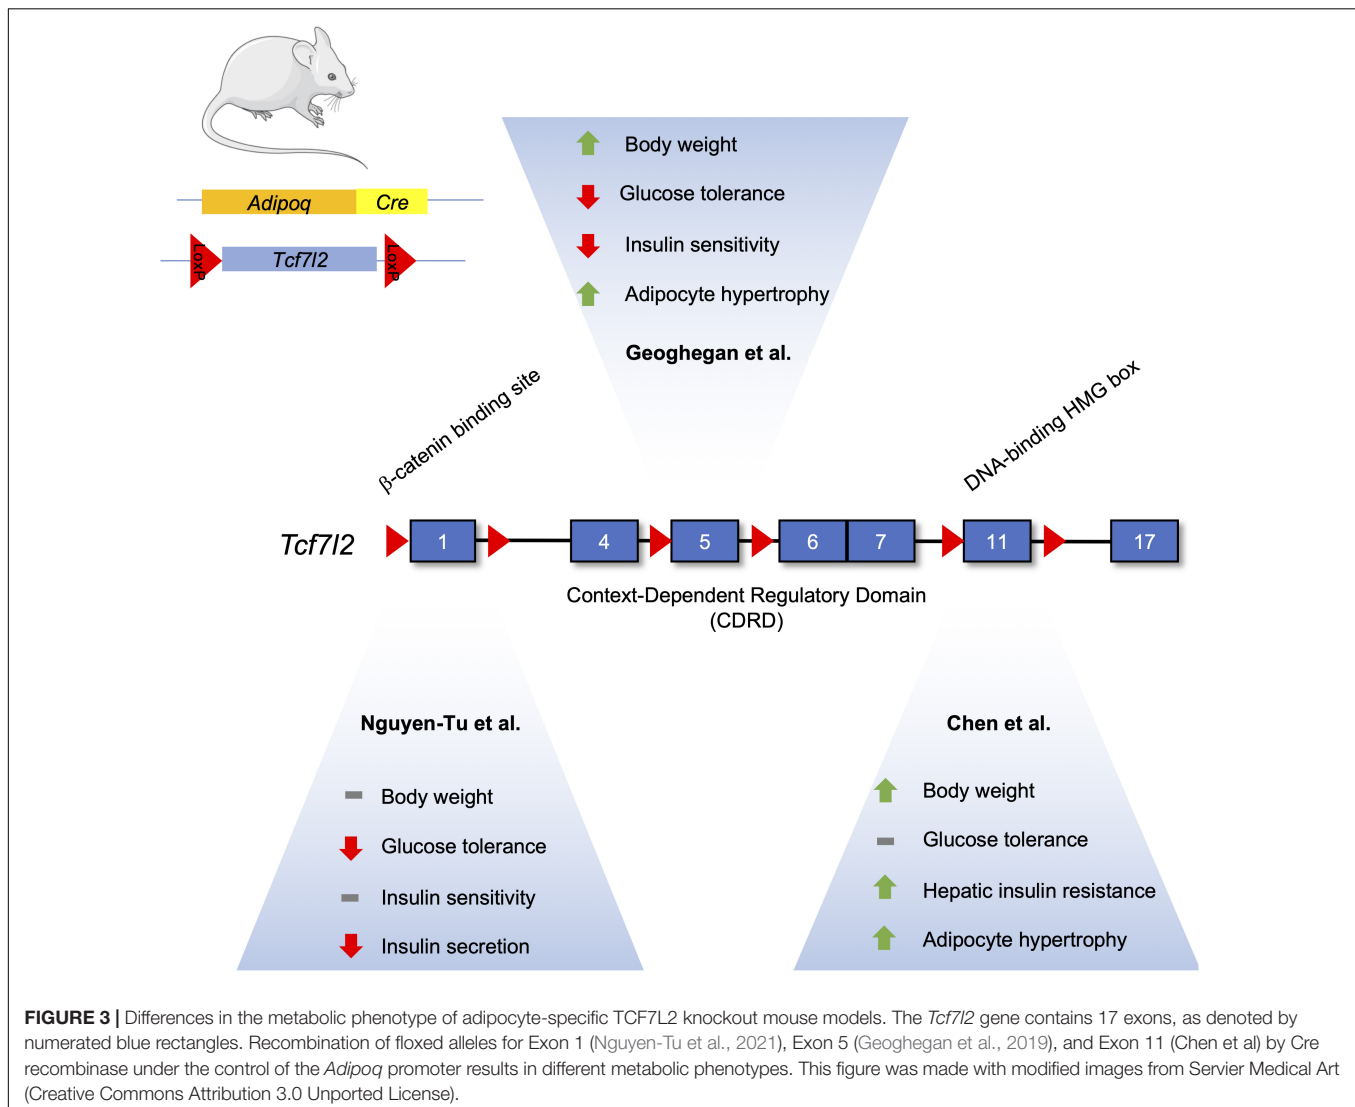 Adipoq Cre
LoxP Tcf7l2 LoxP
Body weight
Glucose tolerance
Insulin sensitivity
Adipocyte hypertrophy
Geoghegan et al.
β-catenin binding site
DNA-binding HMG box
Tcf7l2 1 4 5 6 7 11 17
Context-Dependent Regulatory Domain
(CDRD)
Nguyen-Tu et al.
Body weight
Glucose tolerance
Insulin sensitivity
Insulin secretion
Chen et al.
Body weight
Glucose tolerance
Hepatic insulin resistance
Adipocyte hypertrophy
FIGURE 3 | Differences in the metabolic phenotype of adipocyte-specific TCF7L2 knockout mouse models. The Tcf7l2 gene contains 17 exons, as denoted by
numerated blue rectangles. Recombination of floxed alleles for Exon 1 (Nguyen-Tu et al., 2021), Exon 5 (Geoghegan et al., 2019), and Exon 11 (Chen et al) by Cre
recombinase under the control of the Adipoq promoter results in different metabolic phenotypes. This figure was made with modified images from Servier Medical Art
(Creative Commons Attribution 3.0 Unported License).